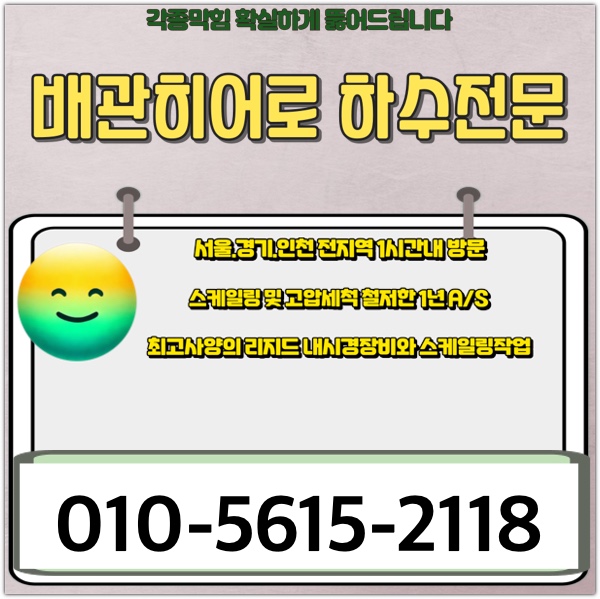 각종막힘 확실하게 뚫어드립니다
배관히어로 하수전문
서울,경기,인천 전지역 1시간내 방문
스케일링 및 고압세척 철저한 1년 A/S
최고사양의 리지드 내시경장비와 스케일링작업
010-5615-2118